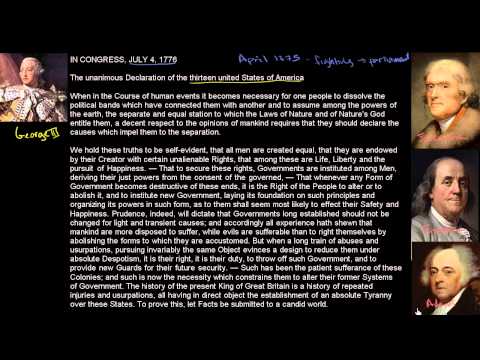 IN CONGRESS, JULY 4, 1776
April 1775 - fighting → parliament
The unanimous Declaration of the thirteen united States of America
George III
When in the Course of human events it becomes necessary for one people to dissolve the
political bands which have connected them with another and to assume among the powers of
the earth, the separate and equal station to which the Laws of Nature and of Nature's God
entitle them, a decent respect to the opinions of mankind requires that they should declare the
causes which impel them to the separation.
We hold these truths to be self-evident, that all men are created equal, that they are endowed
by their Creator with certain unalienable Rights, that among these are Life, Liberty and the
pursuit of Happiness. — That to secure these rights, Governments are instituted among Men,
deriving their just powers from the consent of the governed, — That whenever any Form of
Government becomes destructive of these ends, it is the Right of the People to alter or to
abolish it, and to institute new Government, laying its foundation on such principles and
organizing its powers in such form, as to them shall seem most likely to effect their Safety and
Happiness. Prudence, indeed, will dictate that Governments long established should not be
changed for light and transient causes; and accordingly all experience hath shewn that
mankind are more disposed to suffer, while evils are sufferable than to right themselves by
abolishing the forms to which they are accustomed. But when a long train of abuses and
usurpations, pursuing invariably the same Object evinces a design to reduce them under
absolute Despotism, it is their right, it is their duty, to throw off such Government, and to
provide new Guards for their future security. — Such has been the patient sufferance of these
Colonies; and such is now the necessity which constrains them to alter their former Systems
of Government. The history of the present King of Great Britain is a history of repeated
injuries and usurpations, all having in direct object the establishment of an absolute Tyranny
over these States. To prove this, let Facts be submitted to a candid world.